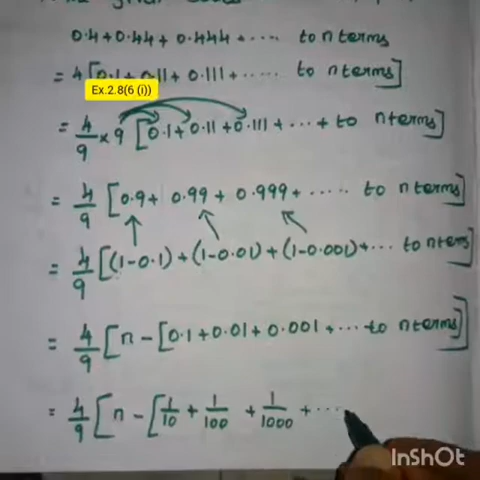 0.4+0.44+0.444+..... to n terms
=4[0.1+0.11+0.111+..... to n terms]
Ex.2.8(6 (i))
=4/9×9[0.1+0.11+0.111+...+ to n terms]
=4/9[0.9+0.99+0.999+..... to n terms]
=4/9[(1-0.1)+(1-0.01)+(1-0.001)+... to n terms]
=4/9[n-[0.1+0.01+0.001+...to n terms]]
=4/9[n-[1/10+1/100+1/1000+...
InShOt